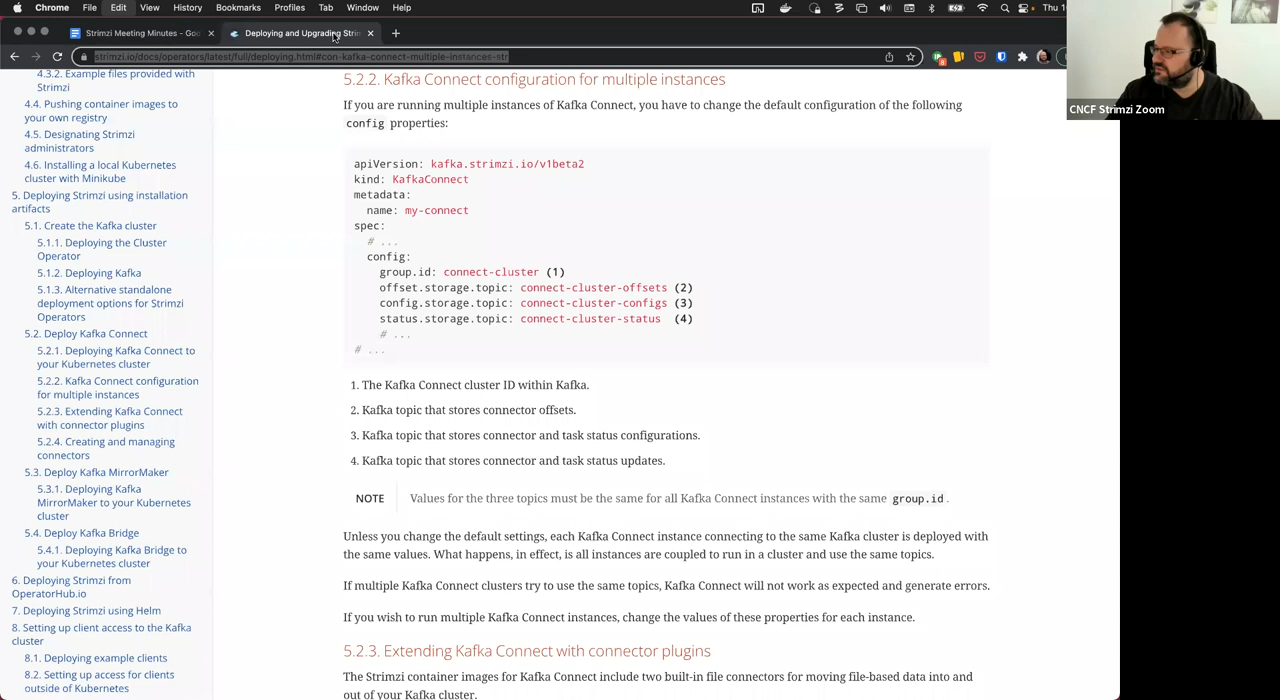 Chrome File Edit View History Bookmarks Profiles Tab Window Help Thu 1
Strimzi Meeting Minutes - Goo
Deploying and Upgrading Strim
strimzi.io/docs/operators/latest/full/deploying.html#con-kafka-connect-multiple-instances-str
4.3.2. Example files provided with
Strimzi
4.4. Pushing container images to
your own registry
4.5. Designating Strimzi
administrators
4.6. Installing a local Kubernetes
cluster with Minikube
5. Deploying Strimzi using installation
artifacts
5.1. Create the Kafka cluster
5.1.1. Deploying the Cluster
Operator
5.1.2. Deploying Kafka
5.1.3. Alternative standalone
deployment options for Strimzi
Operators
5.2. Deploy Kafka Connect
5.2.1. Deploying Kafka Connect to
your Kubernetes cluster
5.2.2. Kafka Connect configuration
for multiple instances
5.2.3. Extending Kafka Connect
with connector plugins
5.2.4. Creating and managing
connectors
5.3. Deploy Kafka MirrorMaker
5.3.1. Deploying Kafka
MirrorMaker to your Kubernetes
cluster
5.4. Deploy Kafka Bridge
5.4.1. Deploying Kafka Bridge to
your Kubernetes cluster
6. Deploying Strimzi from
OperatorHub.io
7. Deploying Strimzi using Helm
8. Setting up client access to the Kafka
cluster
8.1. Deploying example clients
8.2. Setting up access for clients
outside of Kubernetes
5.2.2. Kafka Connect configuration for multiple instances
If you are running multiple instances of Kafka Connect, you have to change the default configuration of the following
config properties:
apiVersion: kafka.strimzi.io/v1beta2
kind: KafkaConnect
metadata:
name: my-connect
spec:
# ...
config:
group.id: connect-cluster (1)
offset.storage.topic: connect-cluster-offsets (2)
config.storage.topic: connect-cluster-configs (3)
status.storage.topic: connect-cluster-status (4)
# ...
# ...
1. The Kafka Connect cluster ID within Kafka.
2. Kafka topic that stores connector offsets.
3. Kafka topic that stores connector and task status configurations.
4. Kafka topic that stores connector and task status updates.
NOTE Values for the three topics must be the same for all Kafka Connect instances with the same group.id.
Unless you change the default settings, each Kafka Connect instance connecting to the same Kafka cluster is deployed with
the same values. What happens, in effect, is all instances are coupled to run in a cluster and use the same topics.
If multiple Kafka Connect clusters try to use the same topics, Kafka Connect will not work as expected and generate errors.
If you wish to run multiple Kafka Connect instances, change the values of these properties for each instance.
5.2.3. Extending Kafka Connect with connector plugins
The Strimzi container images for Kafka Connect include two built-in file connectors for moving file-based data into and
out of your Kafka cluster.
CNCF Strimzi Zoom